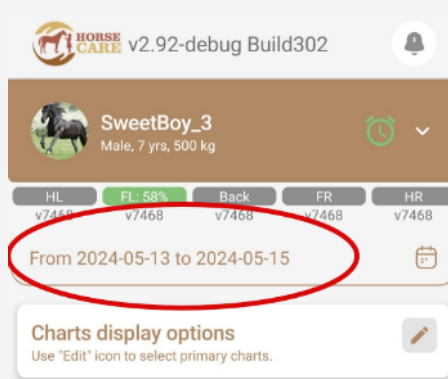 HORSE
CARE
v2.92-debug Build302
SweetBoy_3
Male, 7 yrs, 500 kg
HL FL: 58% Back FR HR
v7468 v7468 v7468 v7468 v7468
From 2024-05-13 to 2024-05-15
Charts display options
Use "Edit" icon to select primary charts.